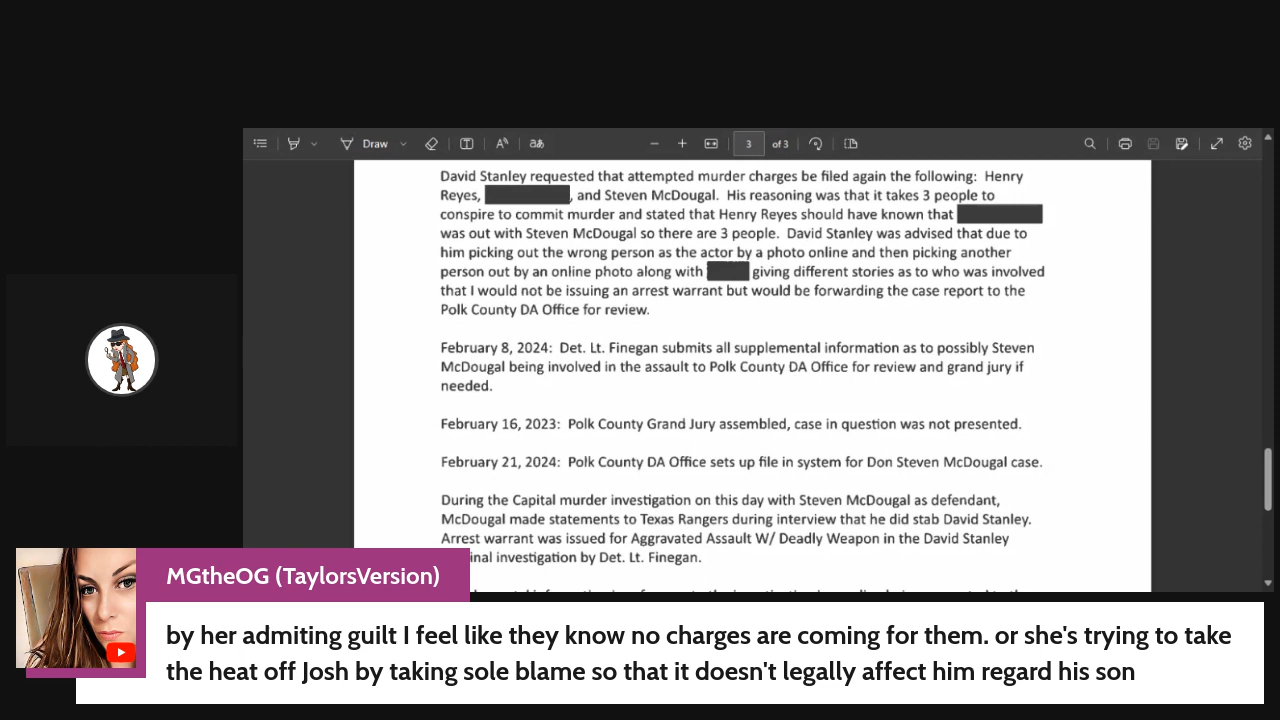 Draw
3 of 3
David Stanley requested that attempted murder charges be filed again the following: Henry
Reyes, , and Steven McDougal. His reasoning was that it takes 3 people to
conspire to commit murder and stated that Henry Reyes should have known that
was out with Steven McDougal so there are 3 people. David Stanley was advised that due to
him picking out the wrong person as the actor by a photo online and then picking another
person out by an online photo along with giving different stories as to who was involved
that I would not be issuing an arrest warrant but would be forwarding the case report to the
Polk County DA Office for review.
February 8, 2024: Det. Lt. Finegan submits all supplemental information as to possibly Steven
McDougal being involved in the assault to Polk County DA Office for review and grand jury if
needed.
February 16, 2023: Polk County Grand Jury assembled, case in question was not presented.
February 21, 2024: Polk County DA Office sets up file in system for Don Steven McDougal case.
During the Capital murder investigation on this day with Steven McDougal as defendant,
McDougal made statements to Texas Rangers during interview that he did stab David Stanley.
Arrest warrant was issued for Aggravated Assault W/ Deadly Weapon in the David Stanley
inal investigation by Det. Lt. Finegan.
MGtheOG (TaylorsVersion)
by her admiting guilt I feel like they know no charges are coming for them. or she's trying to take
the heat off Josh by taking sole blame so that it doesn't legally affect him regard his son